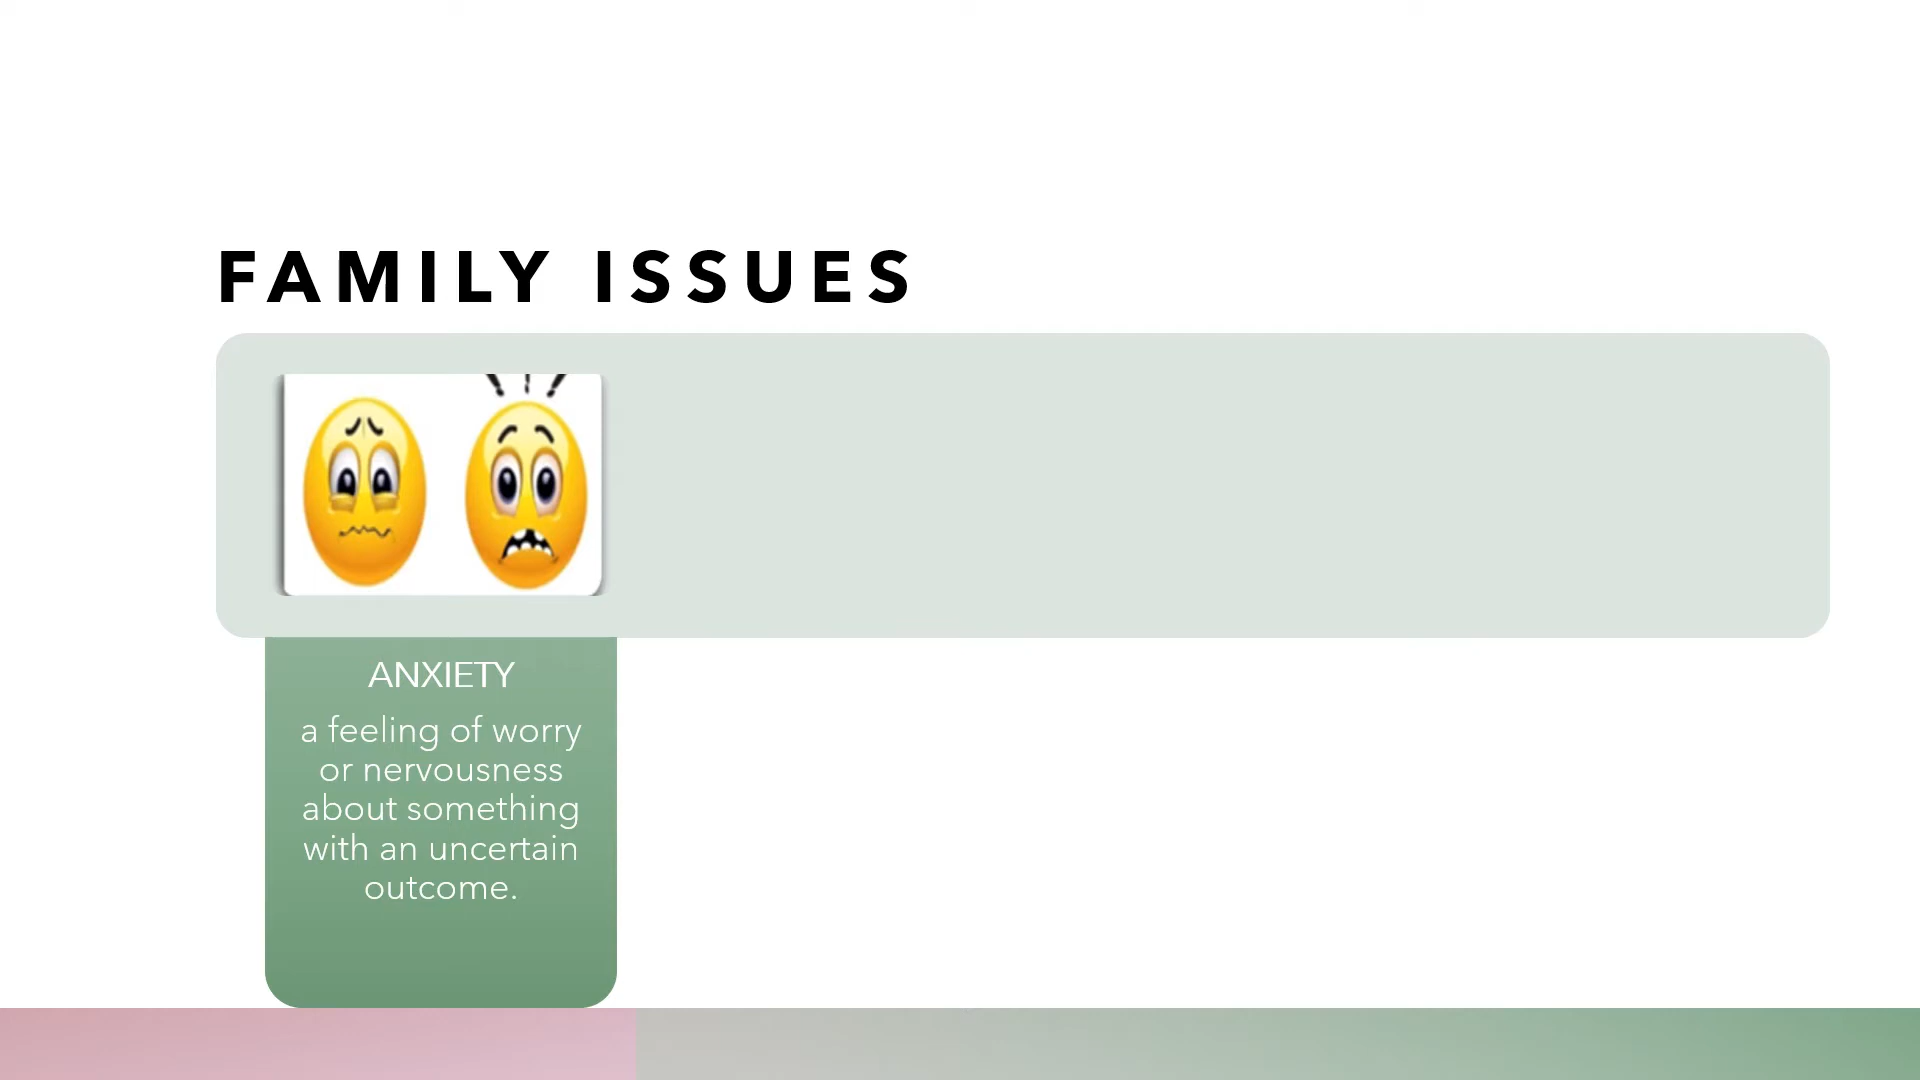 FAMILY ISSUES
ANXIETY
a feeling of worry
or nervousness
about something
with an uncertain
outcome.